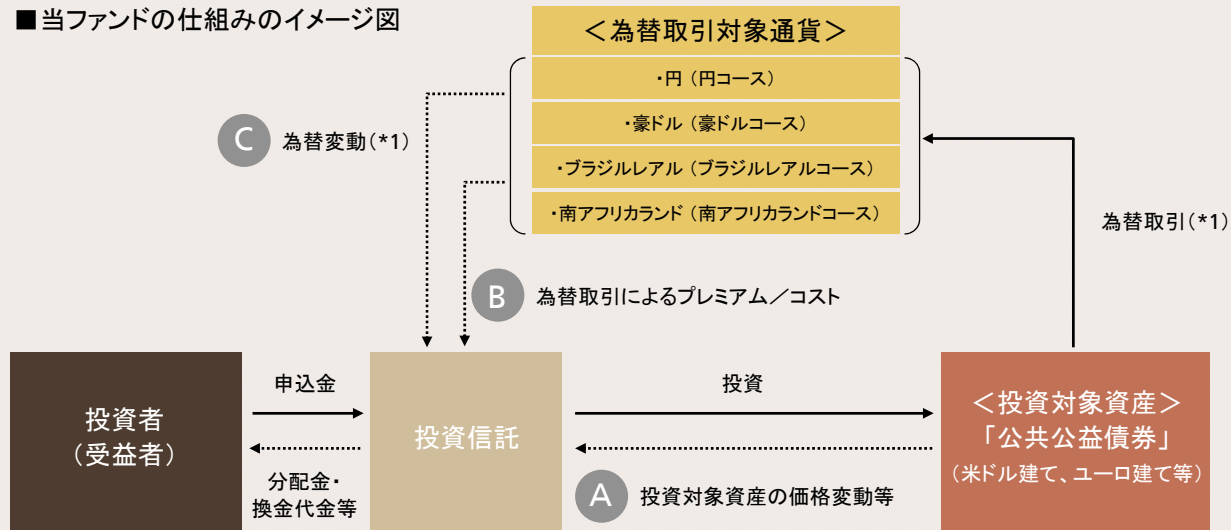 ■当ファンドの仕組みのイメージ図
＜為替取引対象通貨＞
・円（円コース）
・豪ドル（豪ドルコース）
・ブラジルレアル（ブラジルレアルコース）
・南アフリカランド（南アフリカランドコース）
C 為替変動(*1)
為替取引(*1)
B 為替取引によるプレミアム／コスト
投資者
（受益者）
申込金
分配金・
換金代金等
投資信託
投資
A 投資対象資産の価格変動等
＜投資対象資産＞
「公共公益債券」
（米ドル建て、ユーロ建て等）